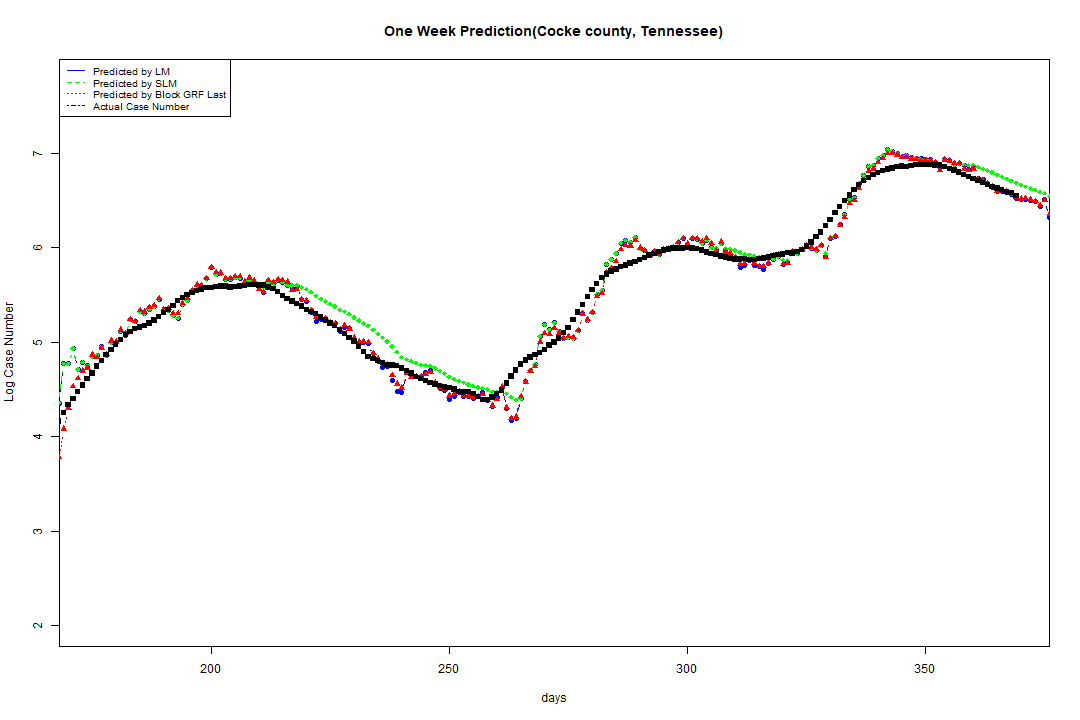 One Week Prediction(Cocke county, Tennessee)
Predicted by LM
Predicted by SLM
Predicted by Block GRF Last
Actual Case Number
7
6
5
4
3
2
Log Case Number
200 250 300 350
days